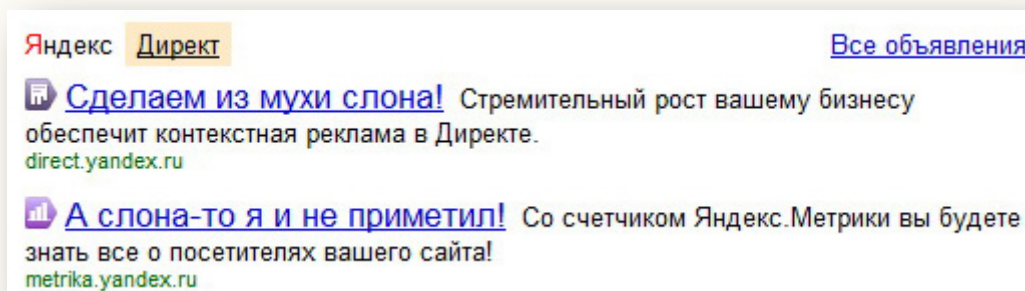 Яндекс Директ Все объявления
Сделаем из мухи слона! Стремительный рост вашему бизнесу
обеспечит контекстная реклама в Директе.
direct.yandex.ru
А слона-то я и не приметил! Со счетчиком Яндекс.Метрики вы будете
знать все о посетителях вашего сайта!
metrika.yandex.ru